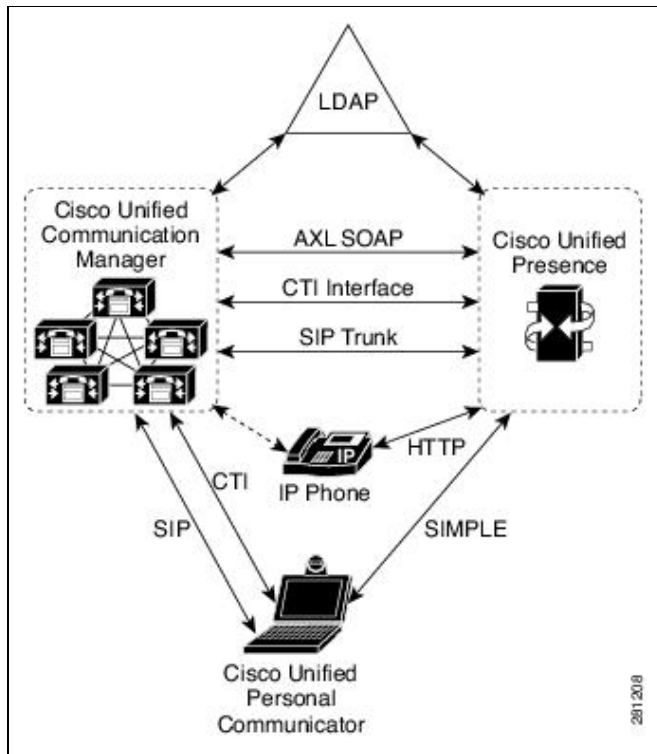 LDAP
Cisco Unified
Communication
Manager
AXL SOAP
CTI Interface
SIP Trunk
Cisco Unified
Presence
IP
IP Phone
HTTP
CTI
SIP
SIMPLE
Cisco Unified
Personal
Communicator
281208